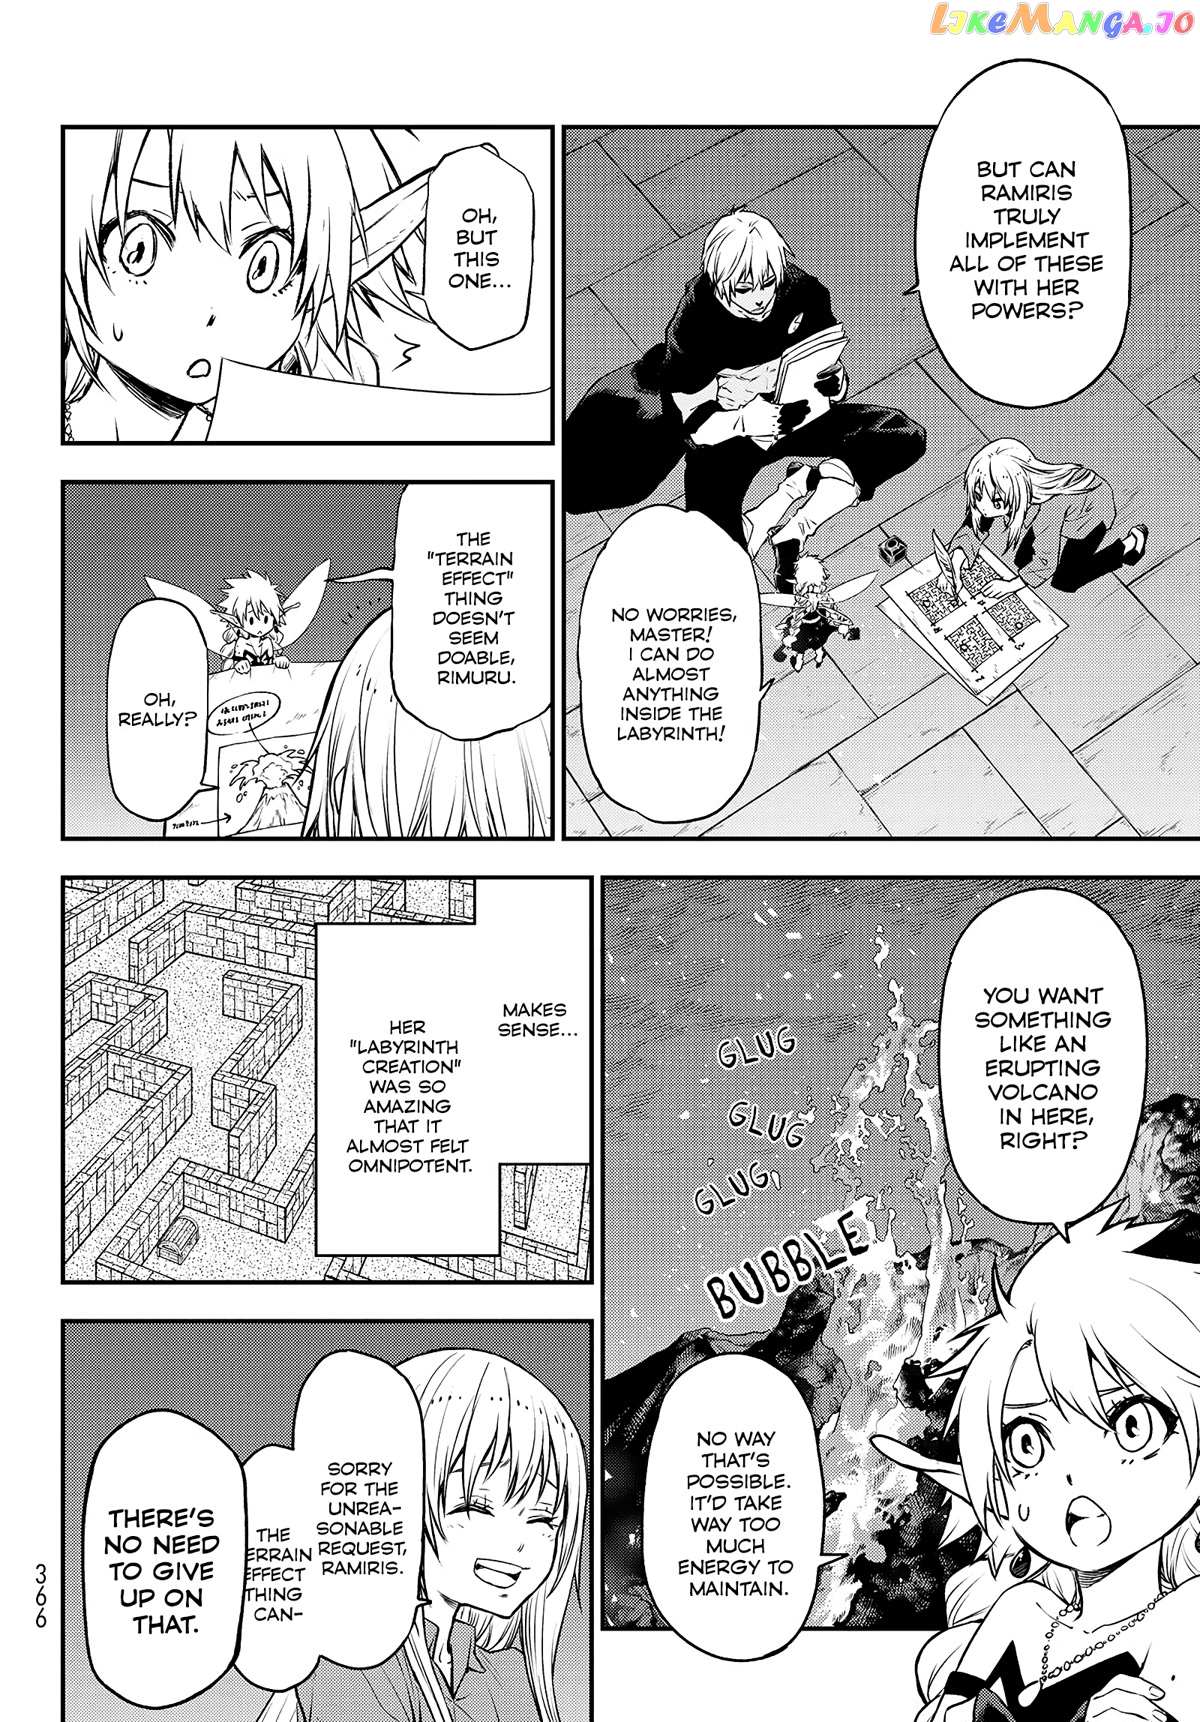 LIKEMANGA.IO
BUT CAN
RAMIRIS
TRULY
IMPLEMENT
ALL OF THESE
WITH HER
POWERS?
NO WORRIES,
MASTER!
I CAN DO
ALMOST
ANYTHING
INSIDE THE
LABYRINTH!
OH,
BUT THIS
ONE...
THE
"TERRAIN
EFFECT"
THING
DOESN'T
SEEM
DOABLE,
RIMURU.
OH,
REALLY?
YOU WANT
SOMETHING
LIKE AN
ERUPTING
VOLCANO
IN HERE,
RIGHT?
GLUG
GLUG
GLUG
BUBBLE
NO WAY
THAT'S
POSSIBLE.
IT'D TAKE
WAY TOO
MUCH
ENERGY TO
MAINTAIN.
MAKES
SENSE...
HER
"LABYRINTH
CREATION"
WAS SO
AMAZING
THAT IT
ALMOST FELT
OMNIPOTENT.
SORRY
FOR THE
UNREA-
SONABLE
REQUEST,
RAMIRIS.
THE
ERRAIN
EFFECT
THING
CAN-
THERE'S
NO NEED
TO GIVE
UP ON
THAT.
366